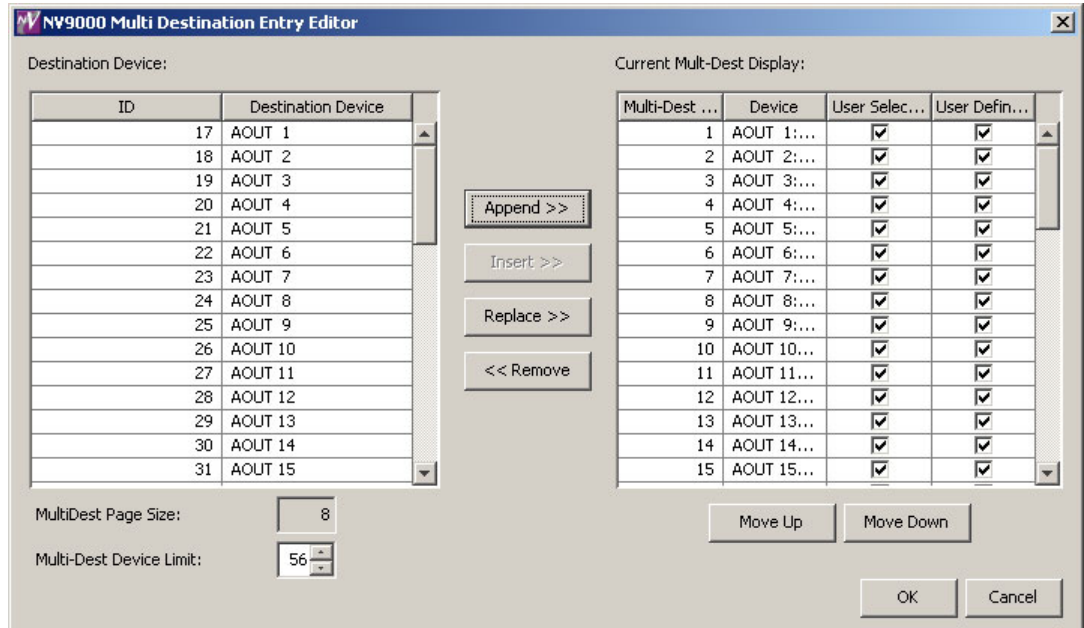 NV9000 Multi Destination Entry Editor
Destination Device:
Current Mult-Dest Display:
ID Destination Device
Multi-Dest ... Device User Selec... User Defin...
17 AOUT 1
1 AOUT 1:...
18 AOUT 2
2 AOUT 2:...
19 AOUT 3
3 AOUT 3:...
20 AOUT 4
4 AOUT 4:...
21 AOUT 5
5 AOUT 5:...
22 AOUT 6
6 AOUT 6:...
23 AOUT 7
7 AOUT 7:...
24 AOUT 8
8 AOUT 8:...
25 AOUT 9
9 AOUT 9:...
26 AOUT 10
10 AOUT 10...
27 AOUT 11
11 AOUT 11...
28 AOUT 12
12 AOUT 12...
29 AOUT 13
13 AOUT 13...
30 AOUT 14
14 AOUT 14...
31 AOUT 15
15 AOUT 15...
Append >>
Insert >>
Replace >>
<< Remove
MultiDest Page Size: 8
Multi-Dest Device Limit: 56
Move Up Move Down
OK Cancel